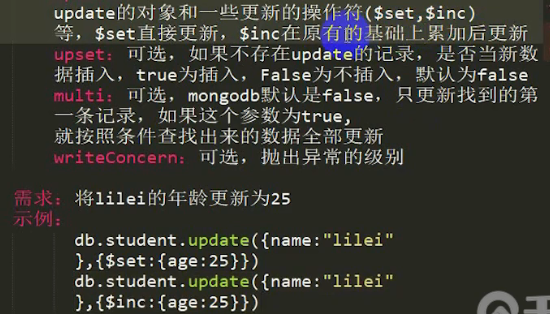 update的对象和一些更新的操作符($set,$inc)
等，$set直接更新，$inc在原有的基础上累加后更新
upset：可选，如果不存在update的记录，是否当新数
据插入，true为插入，False为不插入，默认为false
multi：可选，mongodb默认是false，只更新找到的第
一条记录，如果这个参数为true,
就按照条件查找出来的数据全部更新
writeConcern：可选，抛出异常的级别
需求：将lilei的年龄更新为25
示例：
db.student.update({name:"lilei"
},{$set:{age:25}})
db.student.update({name:"lilei"
},{$inc:{age:25}})